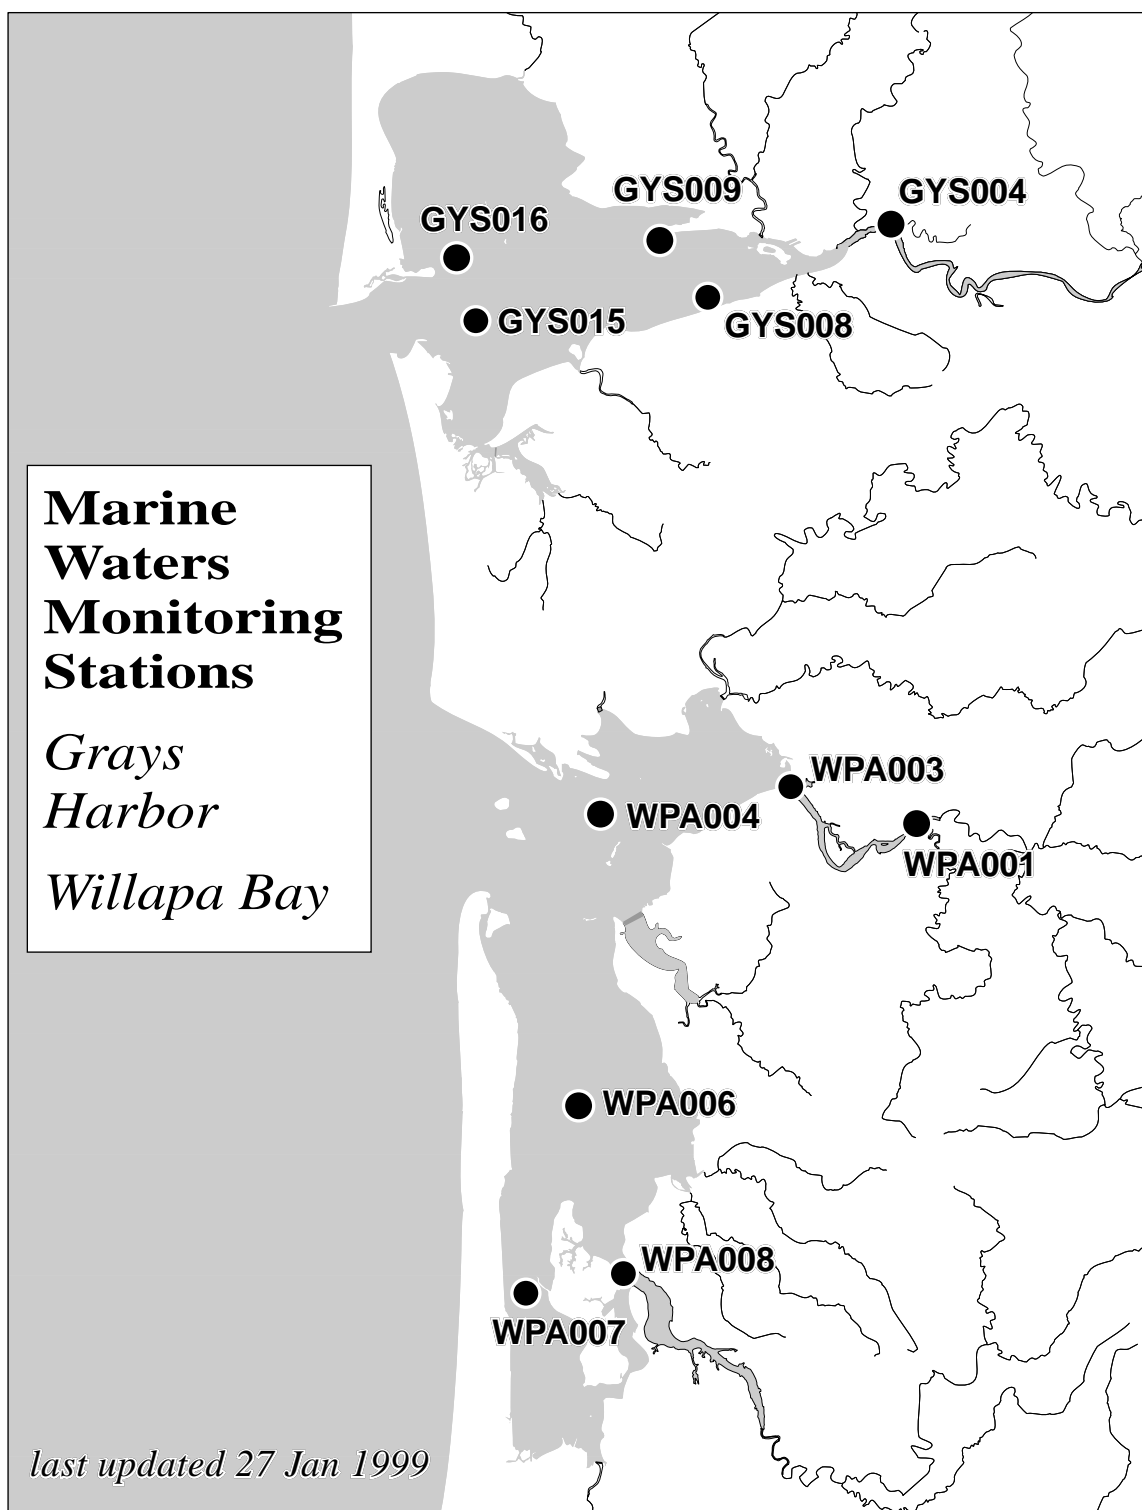 GYS009
GYS004
GYS016
GYS015
GYS008
Marine
Waters
Monitoring
Stations
Grays
Harbor
Willapa Bay
WPA003
WPA004
WPA001
WPA006
WPA008
WPA007
last updated 27 Jan 1999